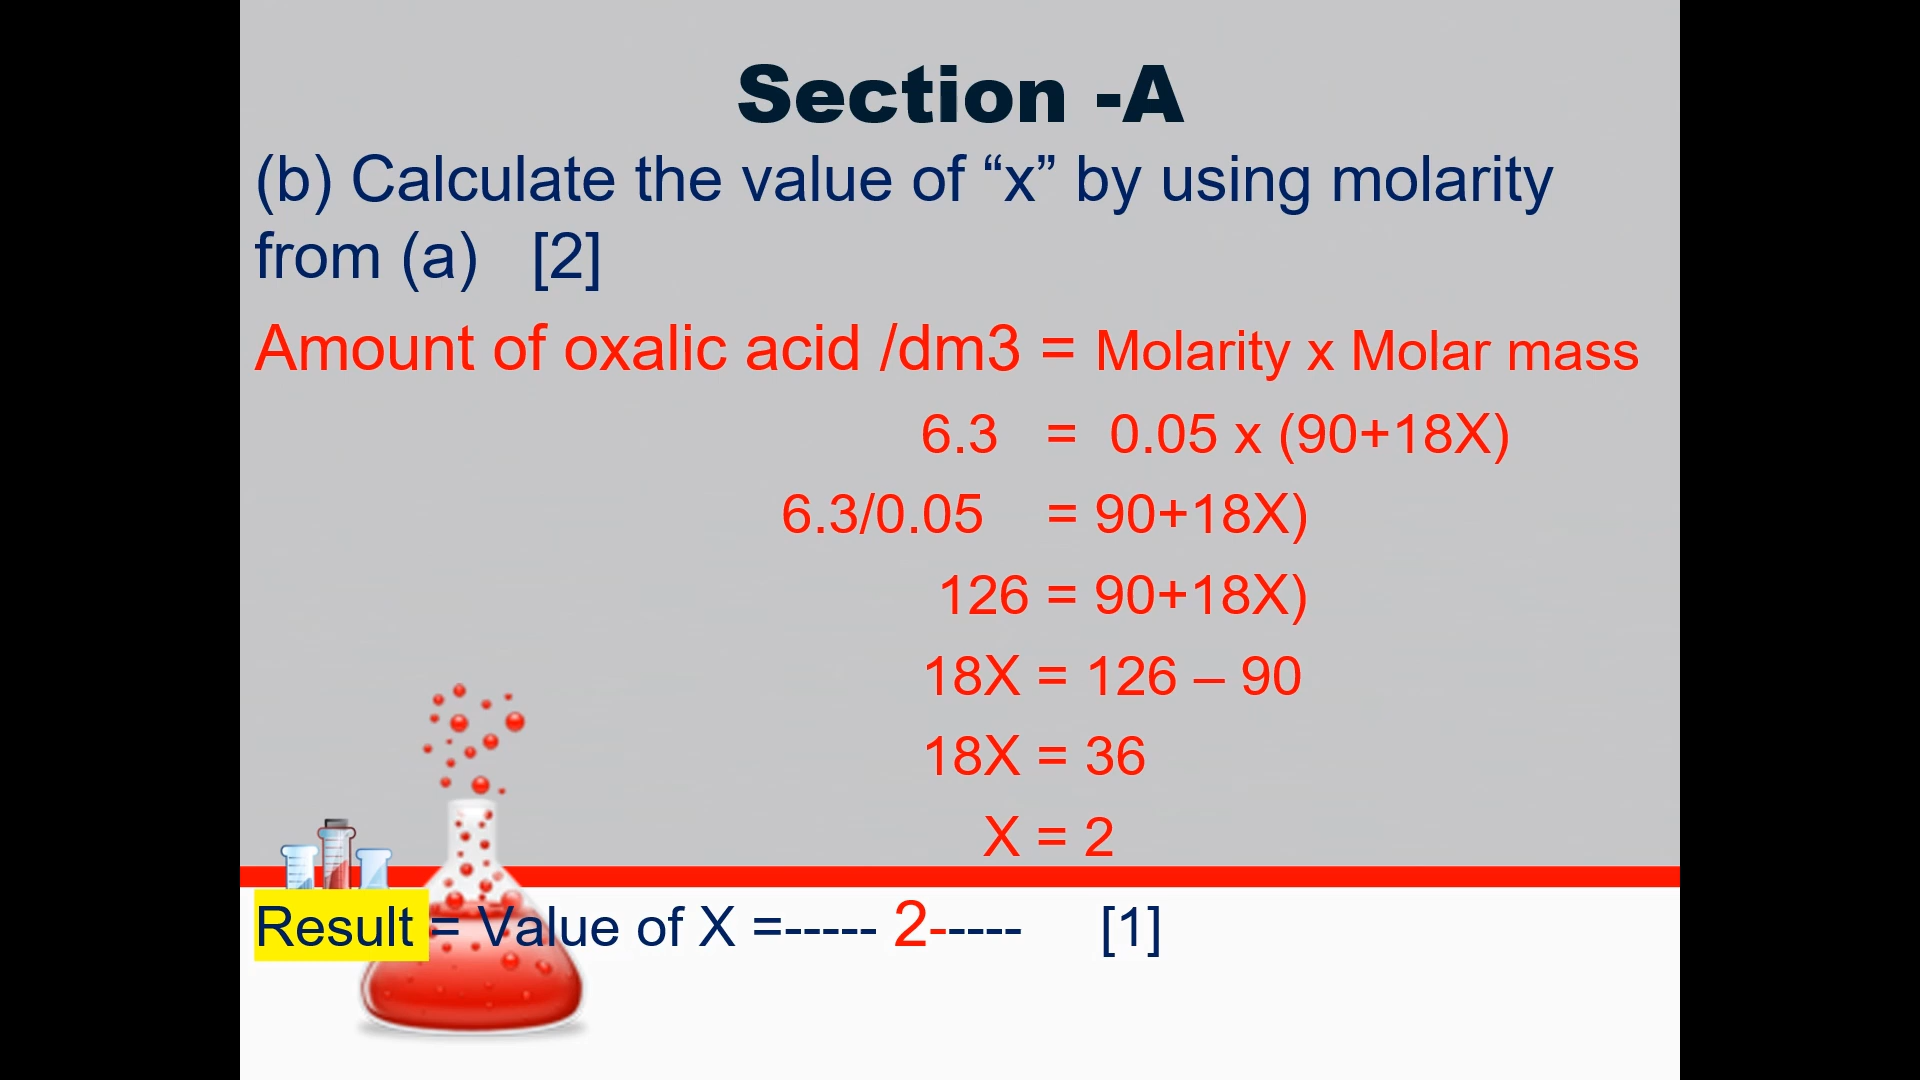 Section -A
(b) Calculate the value of “x” by using molarity
from (a) [2]
Amount of oxalic acid /dm3 = Molarity x Molar mass
6.3 = 0.05 x (90+18X)
6.3/0.05 = 90+18X)
126 = 90+18X)
18X = 126 – 90
18X = 36
X = 2
Result = Value of X =----- 2----- [1]